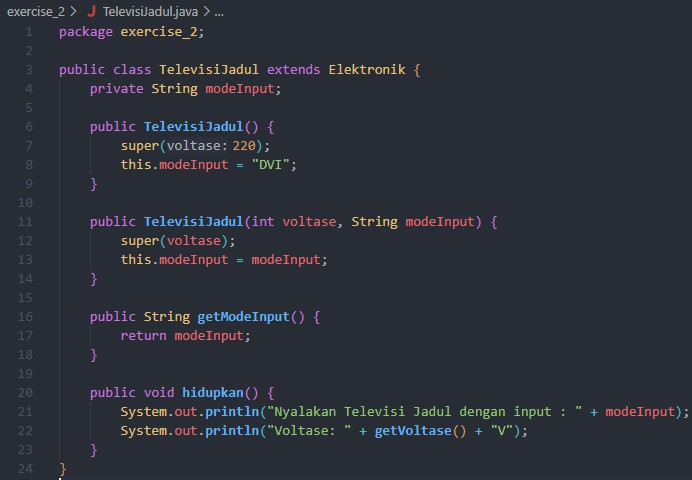 exercise_2 > J TelevisiJadul.java > ...
1 package exercise_2;
2
3 public class TelevisiJadul extends Elektronik {
4     private String modeInput;
5
6     public TelevisiJadul() {
7         super(voltase: 220);
8         this.modeInput = "DVI";
9     }
10
11     public TelevisiJadul(int voltase, String modeInput) {
12         super(voltase);
13         this.modeInput = modeInput;
14     }
15
16     public String getModeInput() {
17         return modeInput;
18     }
19
20     public void hidupkan() {
21         System.out.println("Nyalakan Televisi Jadul dengan input : " + modeInput);
22         System.out.println("Voltase: " + getVoltase() + "V");
23     }
24 }